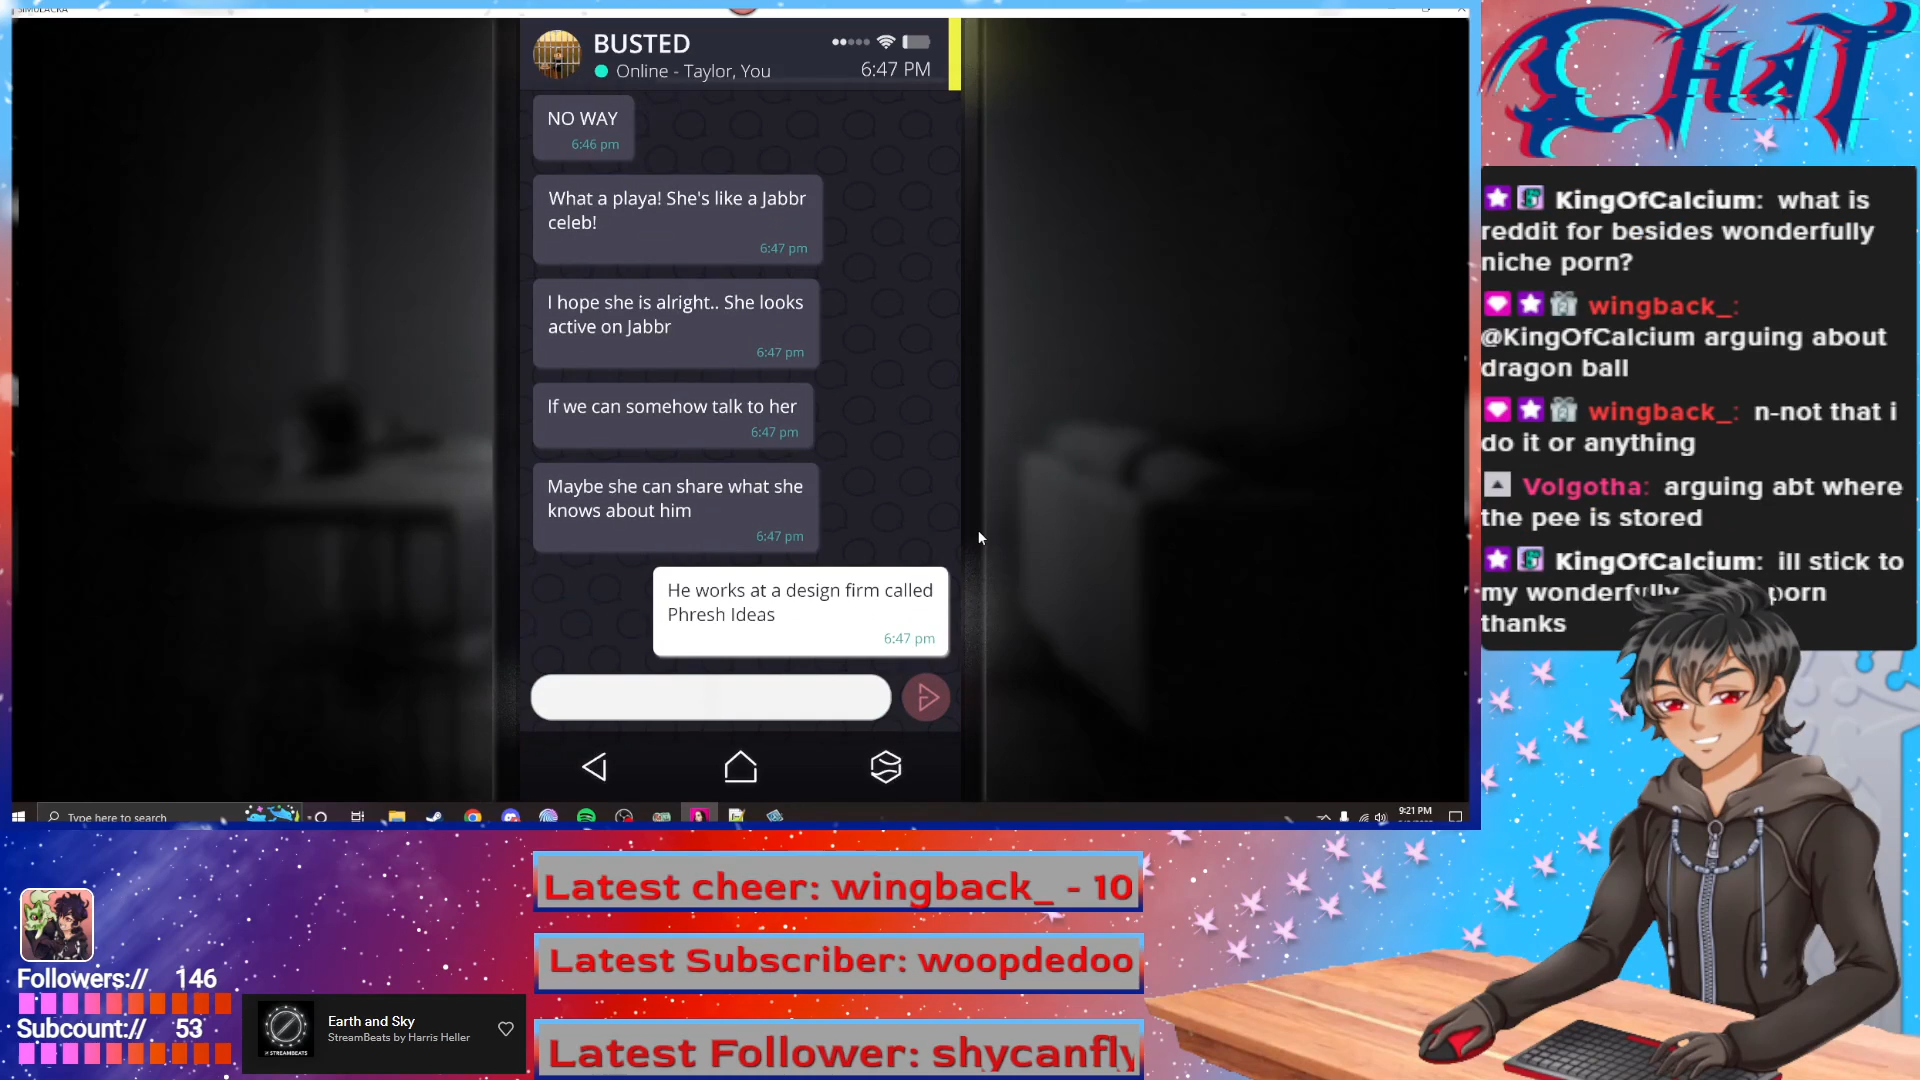 SIMULACRA
BUSTED
Online - Taylor, You
6:47 PM
NO WAY
6:46 pm
What a playa! She's like a Jabbr
celeb!
6:47 pm
I hope she is alright.. She looks
active on Jabbr
6:47 pm
If we can somehow talk to her
6:47 pm
Maybe she can share what she
knows about him
6:47 pm
He works at a design firm called
Phresh Ideas
6:47 pm
Type here to search
9:21 PM
CHAT
KingOfCalcium: what is
reddit for besides wonderfully
niche porn?
wingback_:
@KingOfCalcium arguing about
dragon ball
wingback_: n-not that i
do it or anything
Volgotha: arguing abt where
the pee is stored
KingOfCalcium: ill stick to
my wonderfully porn
thanks
Followers:// 146
Subcount:// 53
STREAMBEATS
Earth and Sky
StreamBeats by Harris Heller
Latest cheer: wingback_ - 10
Latest Subscriber: woopdedoo
Latest Follower: shycanfly